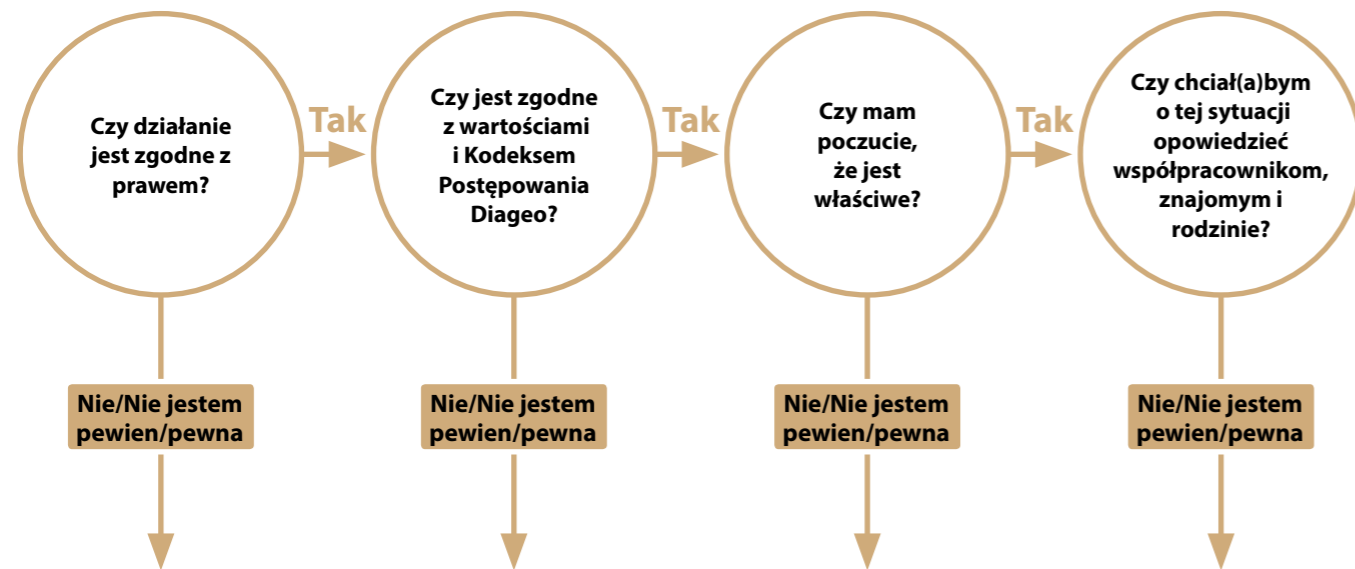 Czy działanie
jest zgodne z
prawem?
Tak
Czy jest zgodne
z wartościami
i Kodeksem
Postępowania
Diageo?
Tak
Czy mam
poczucie,
że jest
właściwe?
Tak
Czy chciał(a)bym
o tej sytuacji
opowiedzieć
współpracownikom,
znajomym i
rodzinie?
Nie/Nie jestem
pewien/pewna
Nie/Nie jestem
pewien/pewna
Nie/Nie jestem
pewien/pewna
Nie/Nie jestem
pewien/pewna